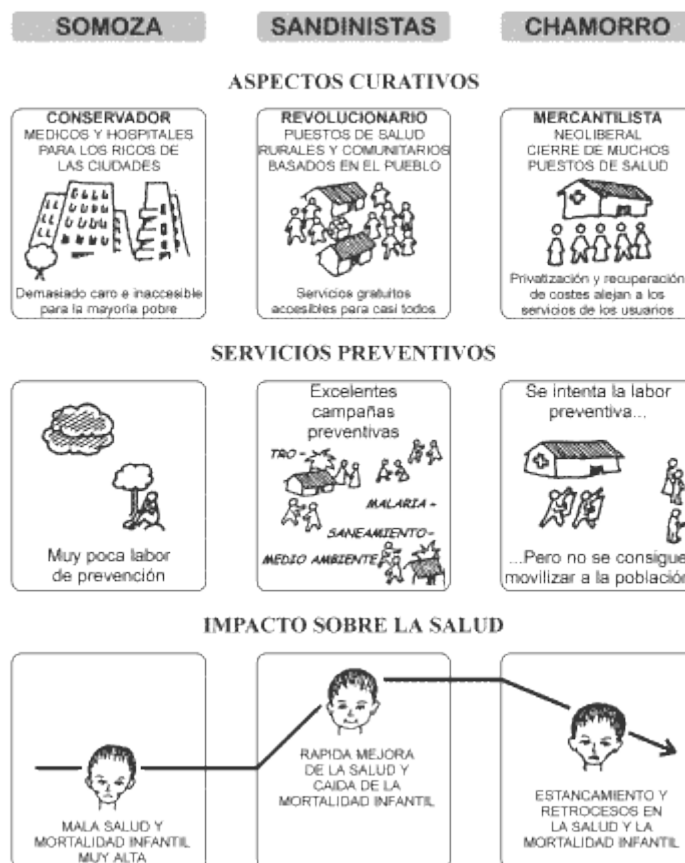 SOMOZA
SANDINISTAS
CHAMORRO
ASPECTOS CURATIVOS
CONSERVADOR
MEDICOS Y HOSPITALES
PARA LOS RICOS DE
LAS CIUDADES
Demasiado caro e inaccesible
para la mayoría pobre
REVOLUCIONARIO
PUESTOS DE SALUD
RURALES Y COMUNITARIOS
BASADOS EN EL PUEBLO
Servicios gratuitos
accesibles para casi todos
MERCANTILISTA
NEOLIBERAL
CIERRE DE MUCHOS
PUESTOS DE SALUD
Privatización y recuperación
de costes alejan a los
servicios de los usuarios
SERVICIOS PREVENTIVOS
Muy poca labor
de prevención
Excelentes
campañas
preventivas
TRO-
MALARIA-
SANEAMIENTO-
MEDIO AMBIENTE
Se intenta la labor
preventiva...
...Pero no se consigue
movilizar a la población
IMPACTO SOBRE LA SALUD
MALA SALUD Y
MORTALIDAD INFANTIL
MUY ALTA
RAPIDA MEJORA
DE LA SALUD Y
CAIDA DE LA
MORTALIDAD INFANTIL
ESTANCAMIENTO Y
RETROCESOS EN
LA SALUD Y LA
MORTALIDAD INFANTIL